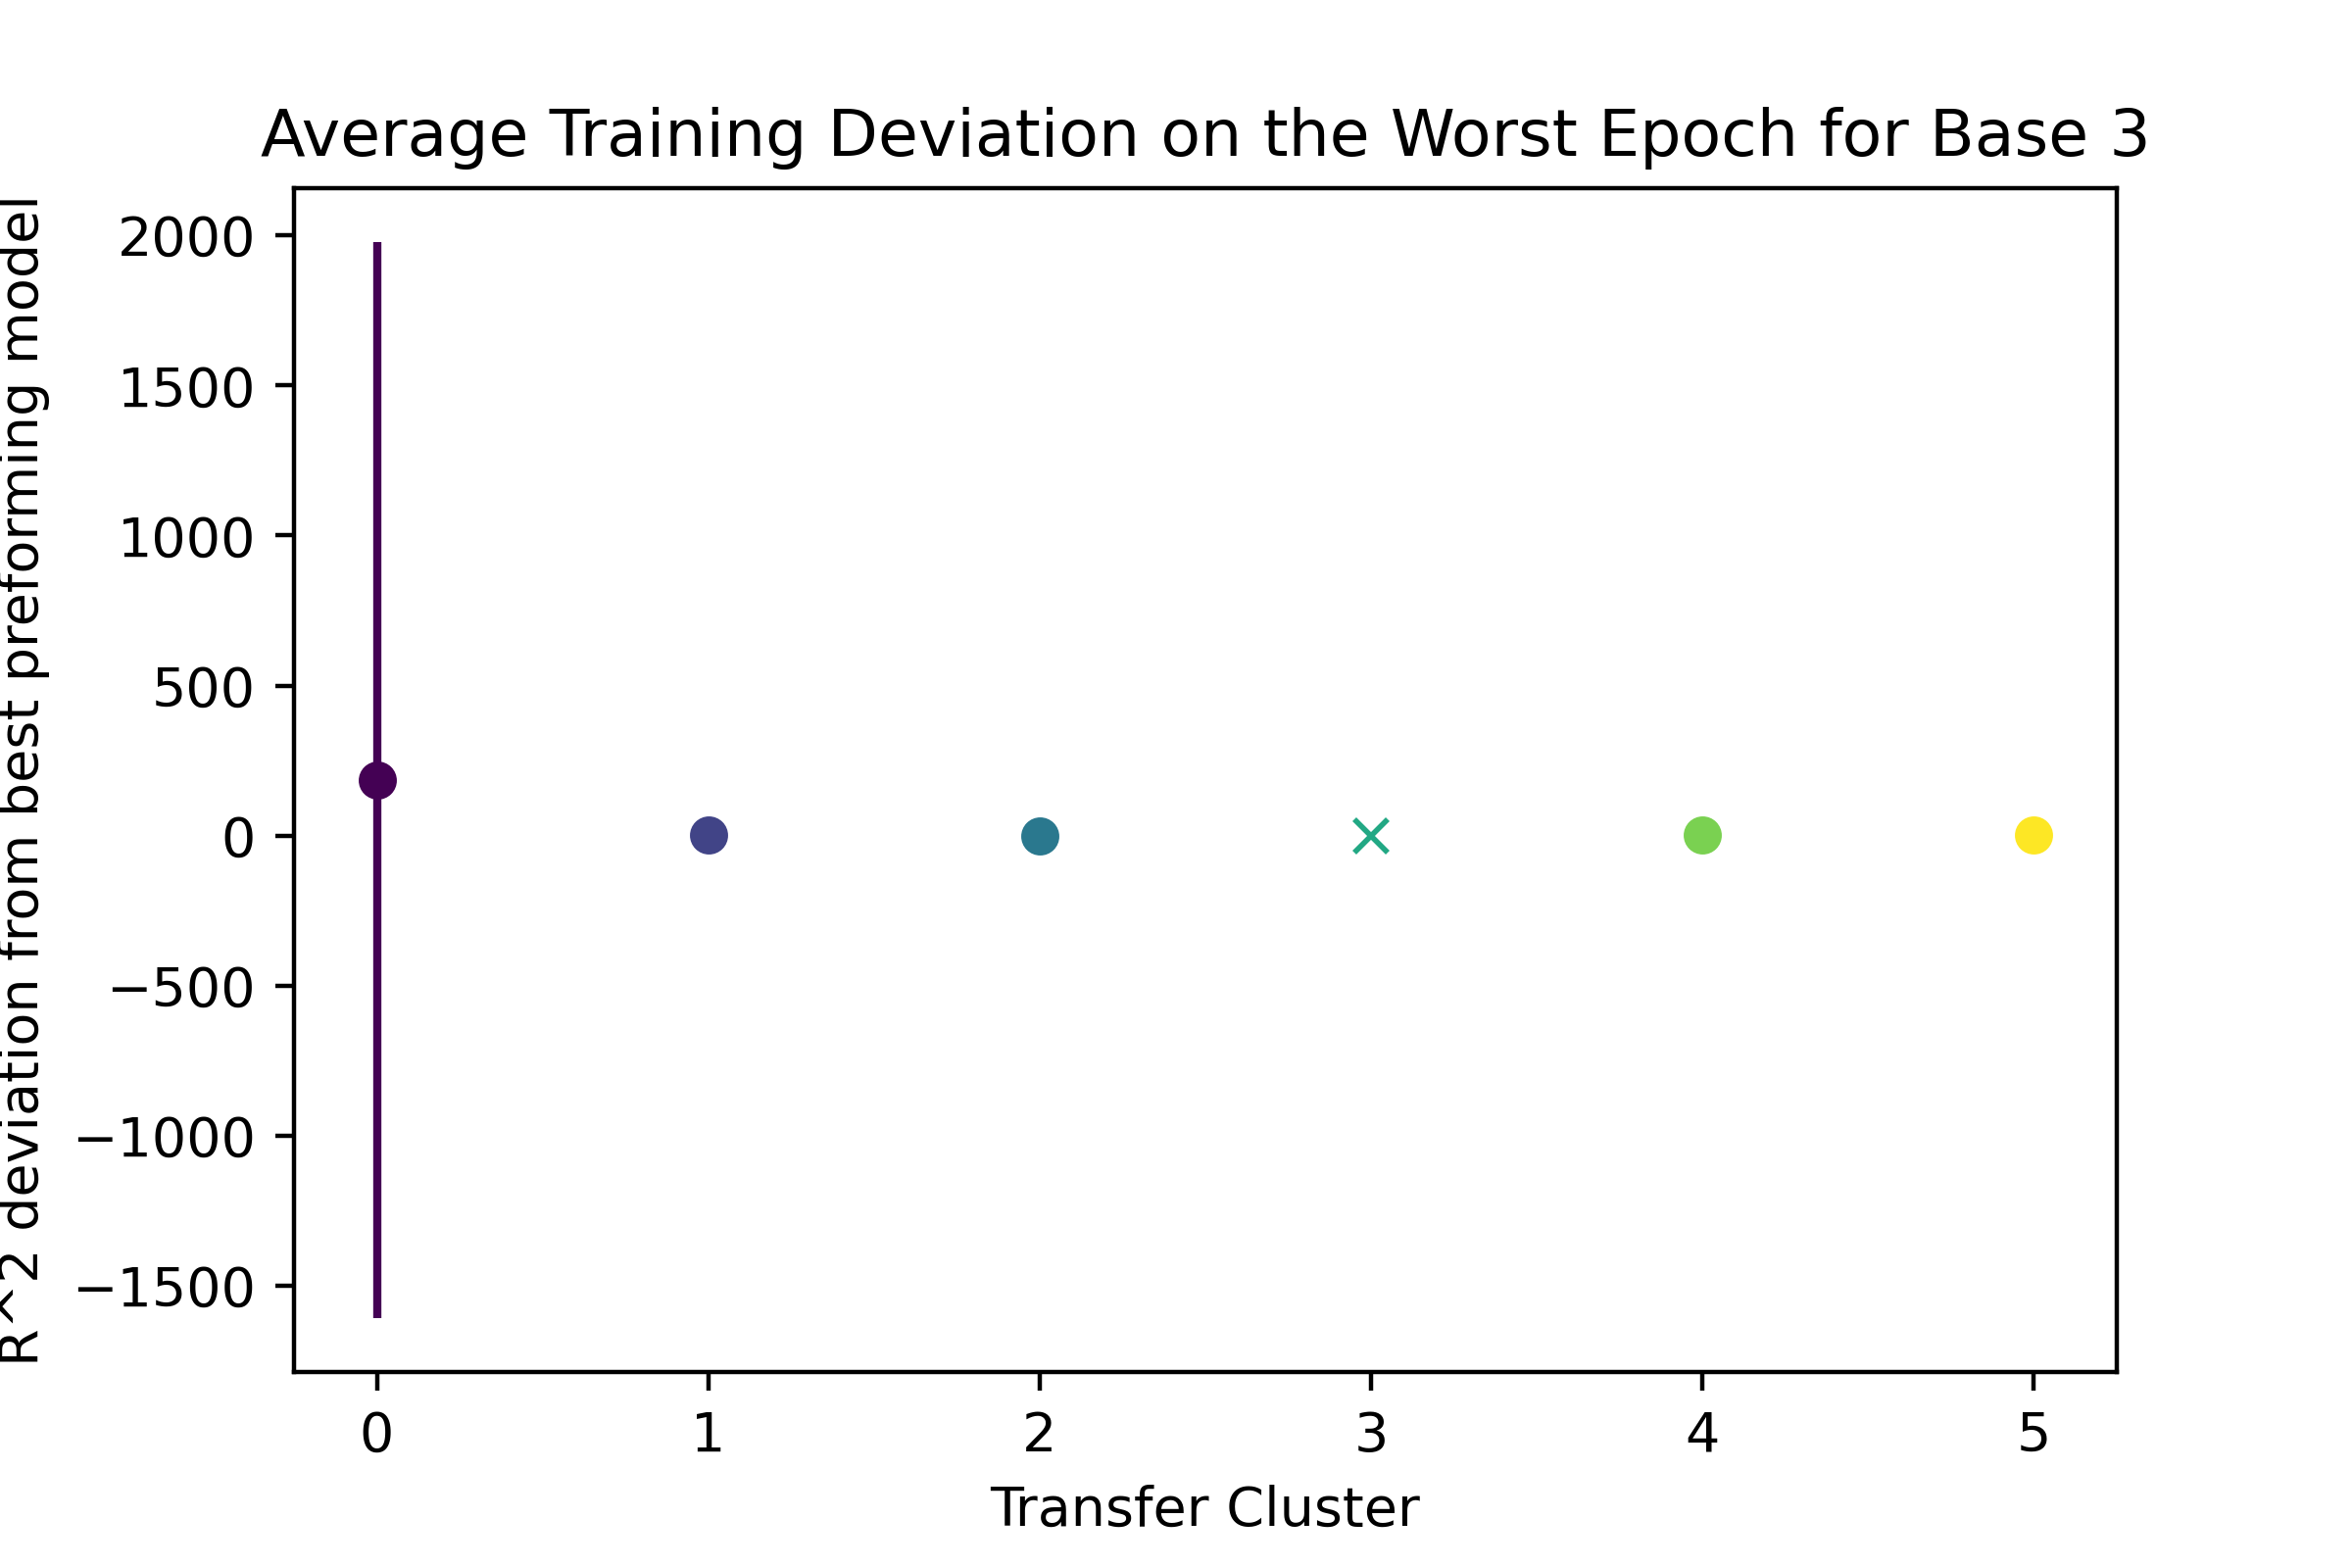 Average Training Deviation on the Worst Epoch for Base 3
R^2 deviation from best preforming model
2000
1500
1000
500
0
−500
−1000
−1500
0 1 2 3 4 5
Transfer Cluster